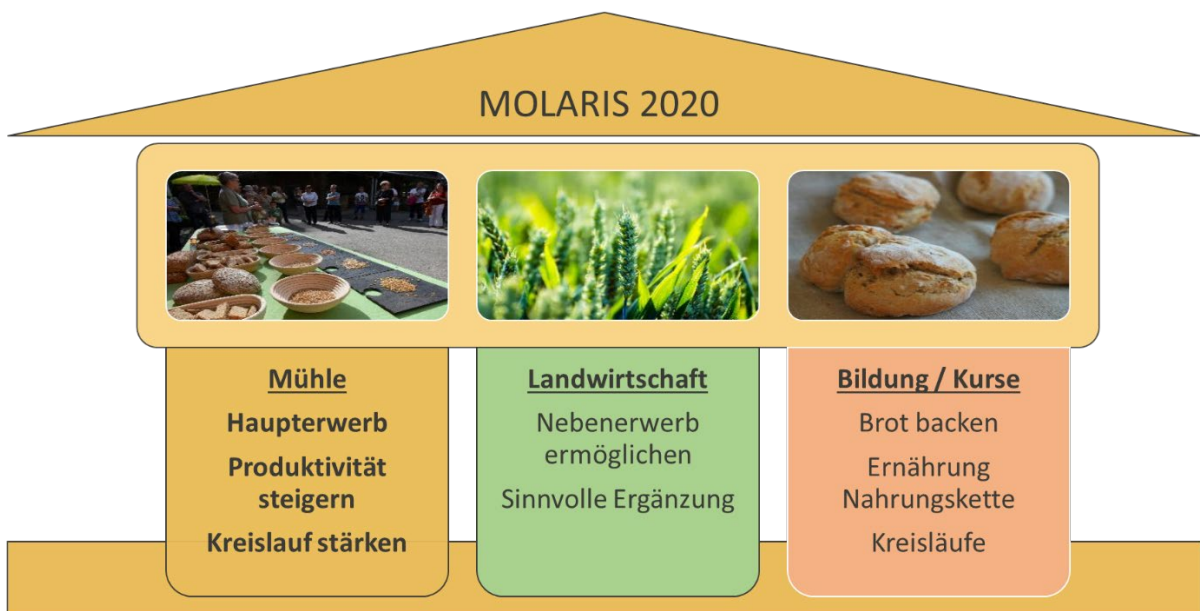 MOLARIS 2020
Mühle
Haupterwerb
Produktivität
steigern
Kreislauf stärken
Landwirtschaft
Nebenerwerb
ermöglichen
Sinnvolle Ergänzung
Bildung / Kurse
Brot backen
Ernährung
Nahrungskette
Kreisläufe